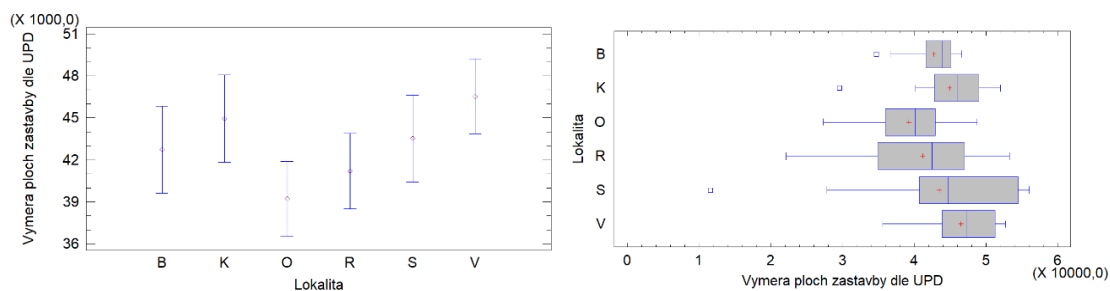 (X 1000,0)
51
48
45
42
39
36
Vymera ploch zastavby dle UPD
B K O R S V
Lokalita
B
K
O
R
S
V
Lokalita
0 1 2 3 4 5 6
(X 10000,0)
Vymera ploch zastavby dle UPD